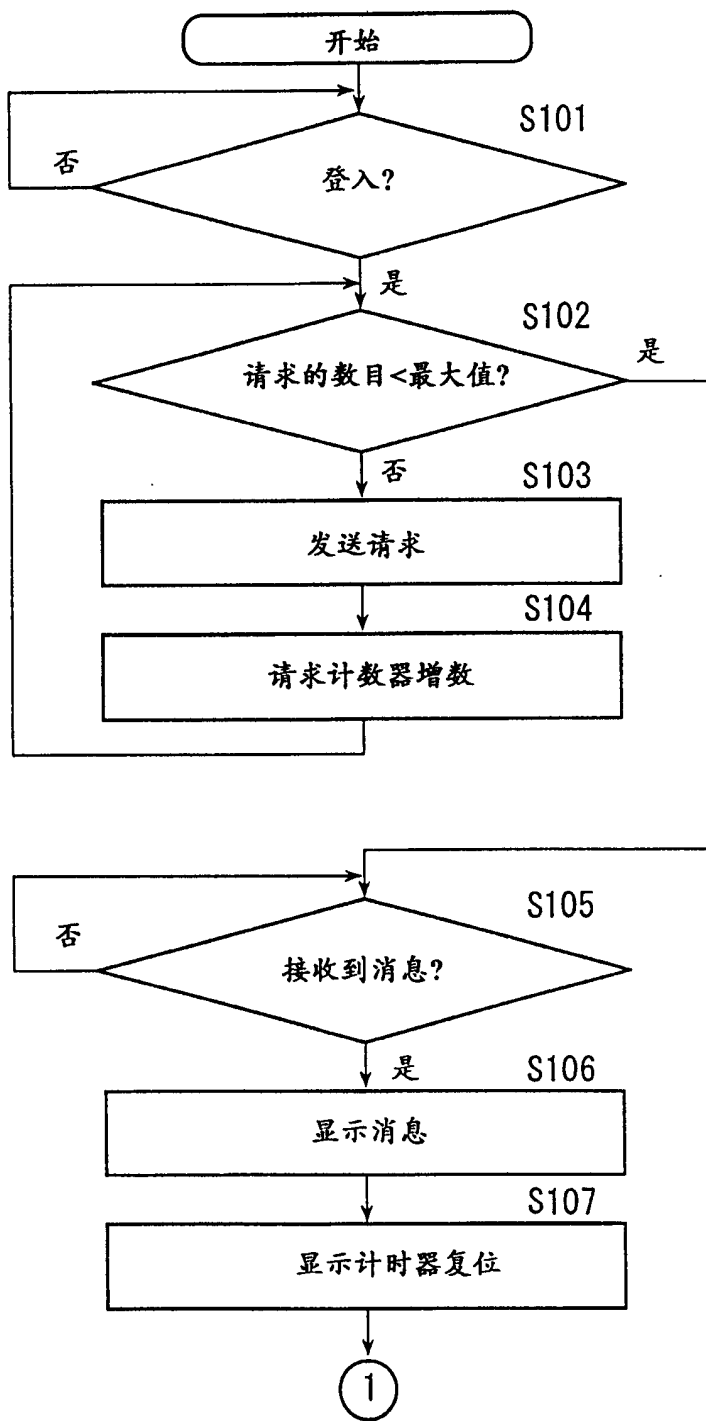 开始
S101
否
登入?
是
S102
请求的数目<最大值?
是
否
S103
发送请求
S104
请求计数器增数
S105
否
接收到消息?
是
S106
显示消息
S107
显示计时器复位
1